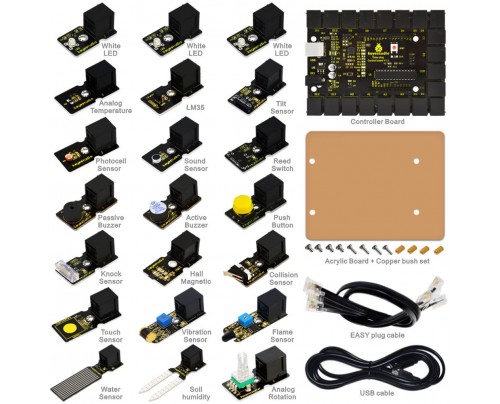 White
LED
White
LED
White
LED
Analog
Temperature
LM35
Tilt
Sensor
Controller Board
Photocell
Sensor
Sound
Sensor
Reed
Switch
Passive
Buzzer
Active
Buzzer
Push
Button
Acrylic Board + Copper bush set
Knock
Sensor
Hall
Magnetic
Collision
Sensor
Touch
Sensor
Vibration
Sensor
Flame
Sensor
EASY plug cable
Water
Sensor
Soil
humidity
Analog
Rotation
USB cable